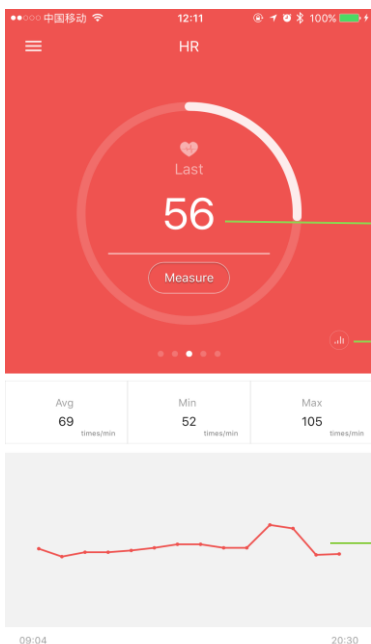 中国移动 12:11 100%
HR
Last
56
Measure
Avg Min Max
69 52 105
times/min times/min times/min
09:04 20:30